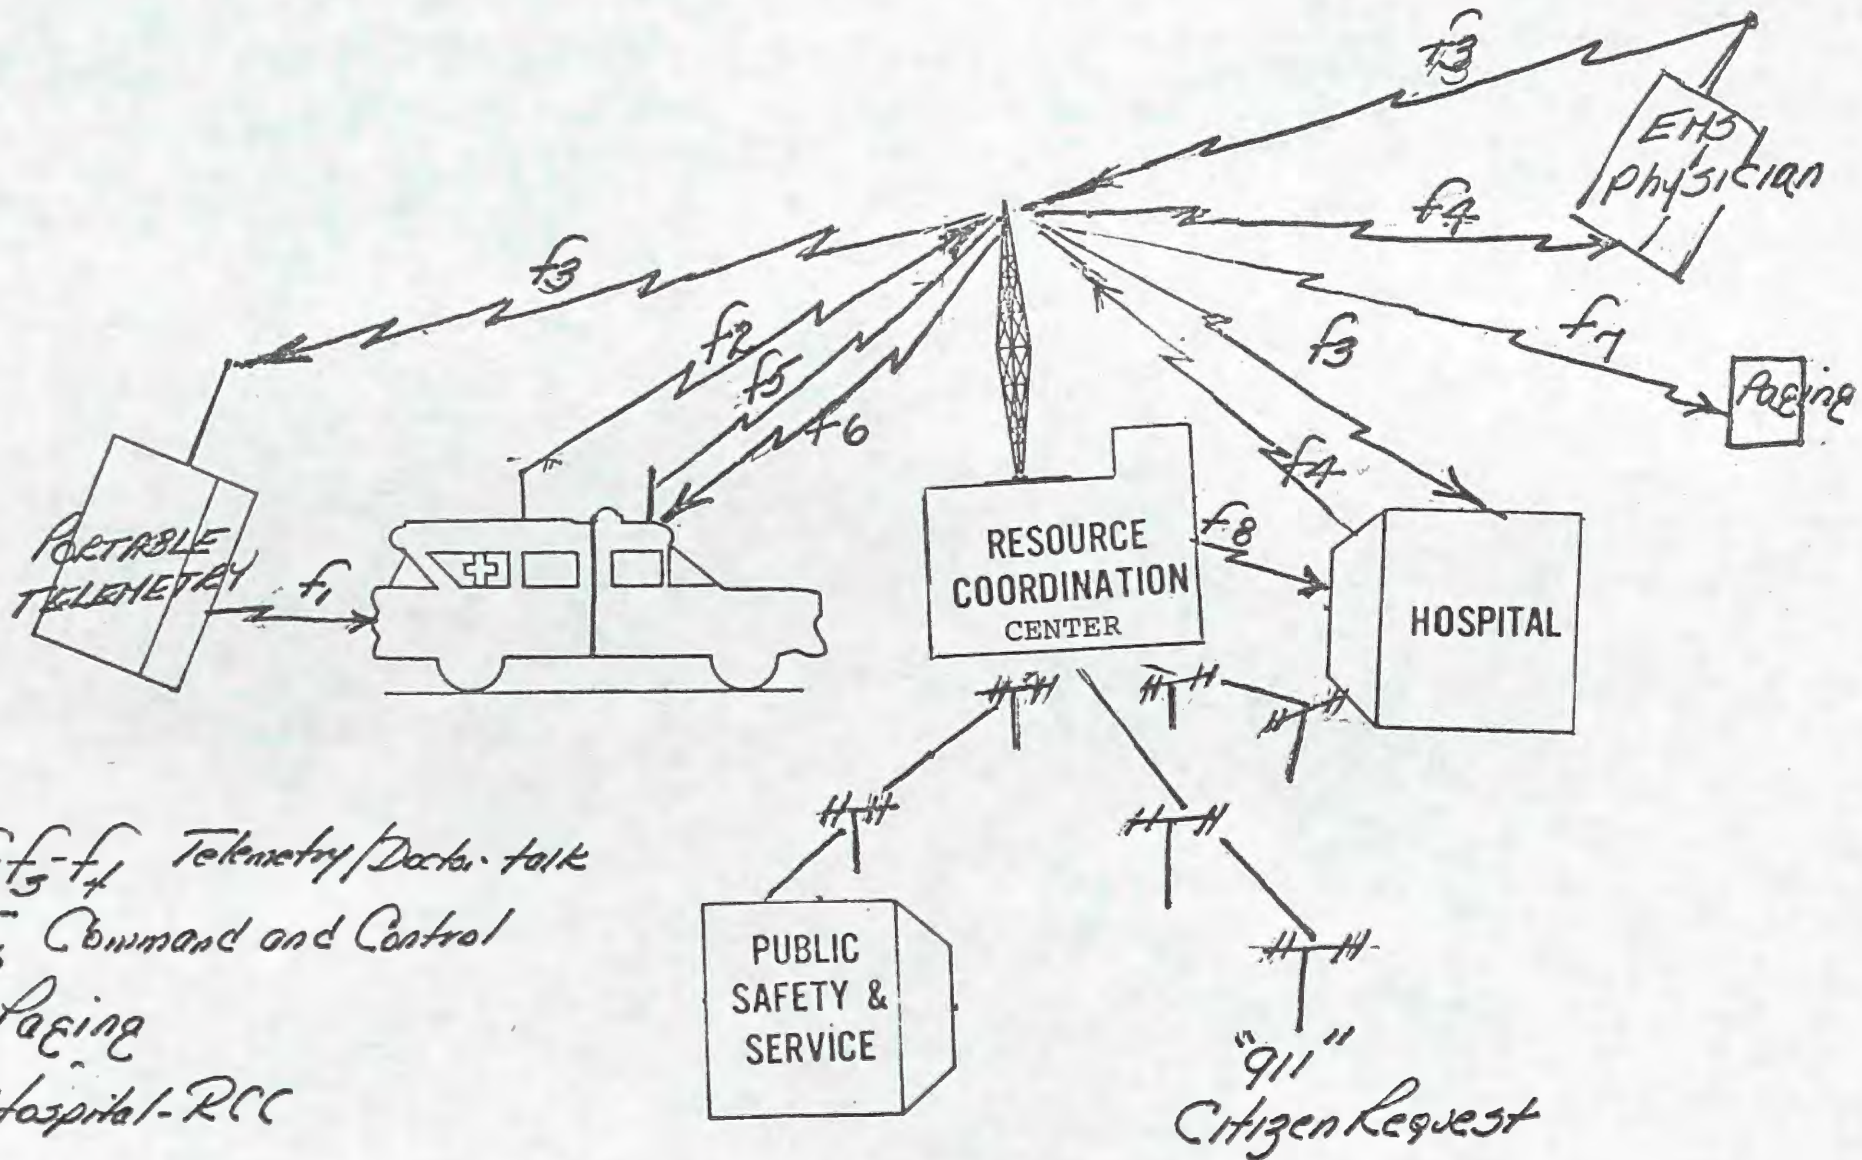 f3
EMS
Physician
f4
f3
f2
f5
f6
f3
f7
Paging
f4
f8
PORTABLE
TELEMETRY
f1
RESOURCE
COORDINATION
CENTER
HOSPITAL
f3-f4 Telemetry/Doctor talk
Command and Control
Paging
Hospital-RCC
PUBLIC
SAFETY &
SERVICE
"911"
Citizen Request